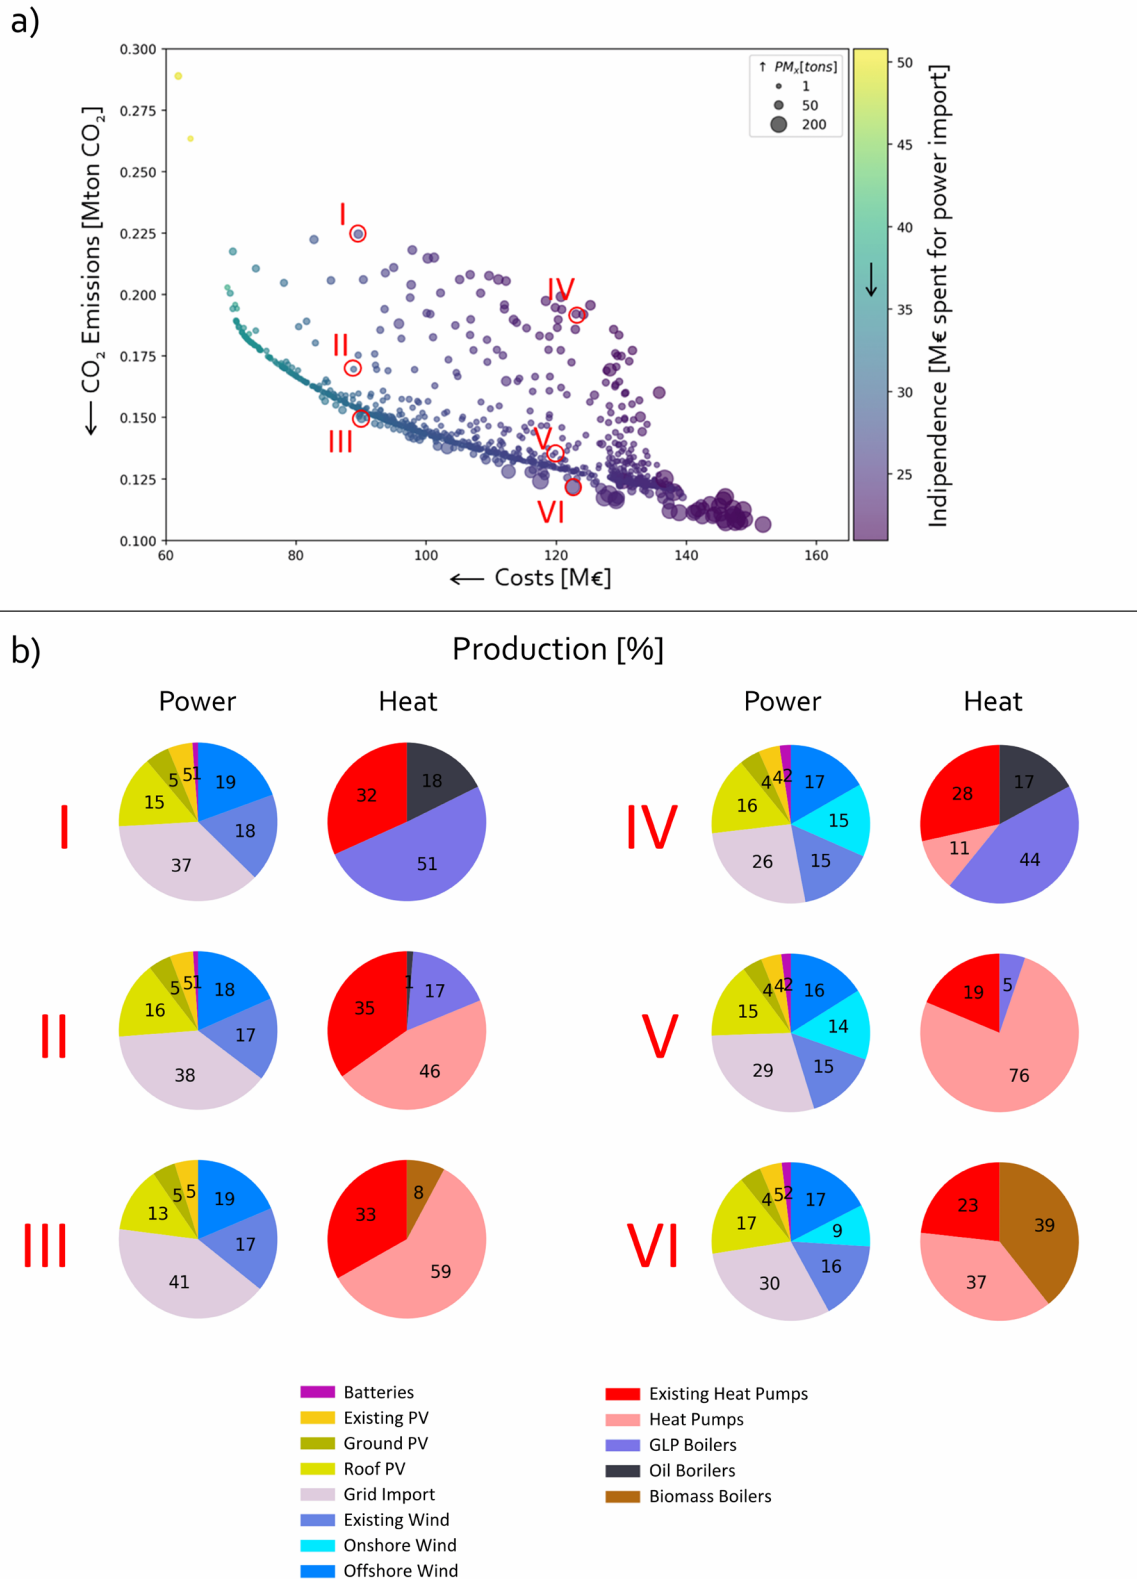 a)
CO₂ Emissions [Mton CO₂]
0.300
0.275
0.250
0.225
0.200
0.175
0.150
0.125
0.100
60
80
100
120
140
160
← Costs [M€]
↑ PMₓ[tons]
1
50
200
I
II
III
IV
V
VI
50
45
40
35
30
25
Indipendence [M€ spent for power import]
b)
Production [%]
Power
Heat
Power
Heat
I
19
18
37
15
5
5
1
18
51
32
IV
17
15
15
26
16
4
4
2
17
44
11
28
II
18
17
38
16
5
5
1
1
17
46
35
V
16
14
15
29
15
4
4
2
5
76
19
III
19
17
41
13
5
5
8
59
33
VI
17
9
16
30
17
4
5
2
39
37
23
Batteries
Existing PV
Ground PV
Roof PV
Grid Import
Existing Wind
Onshore Wind
Offshore Wind
Existing Heat Pumps
Heat Pumps
GLP Boilers
Oil Borilers
Biomass Boilers